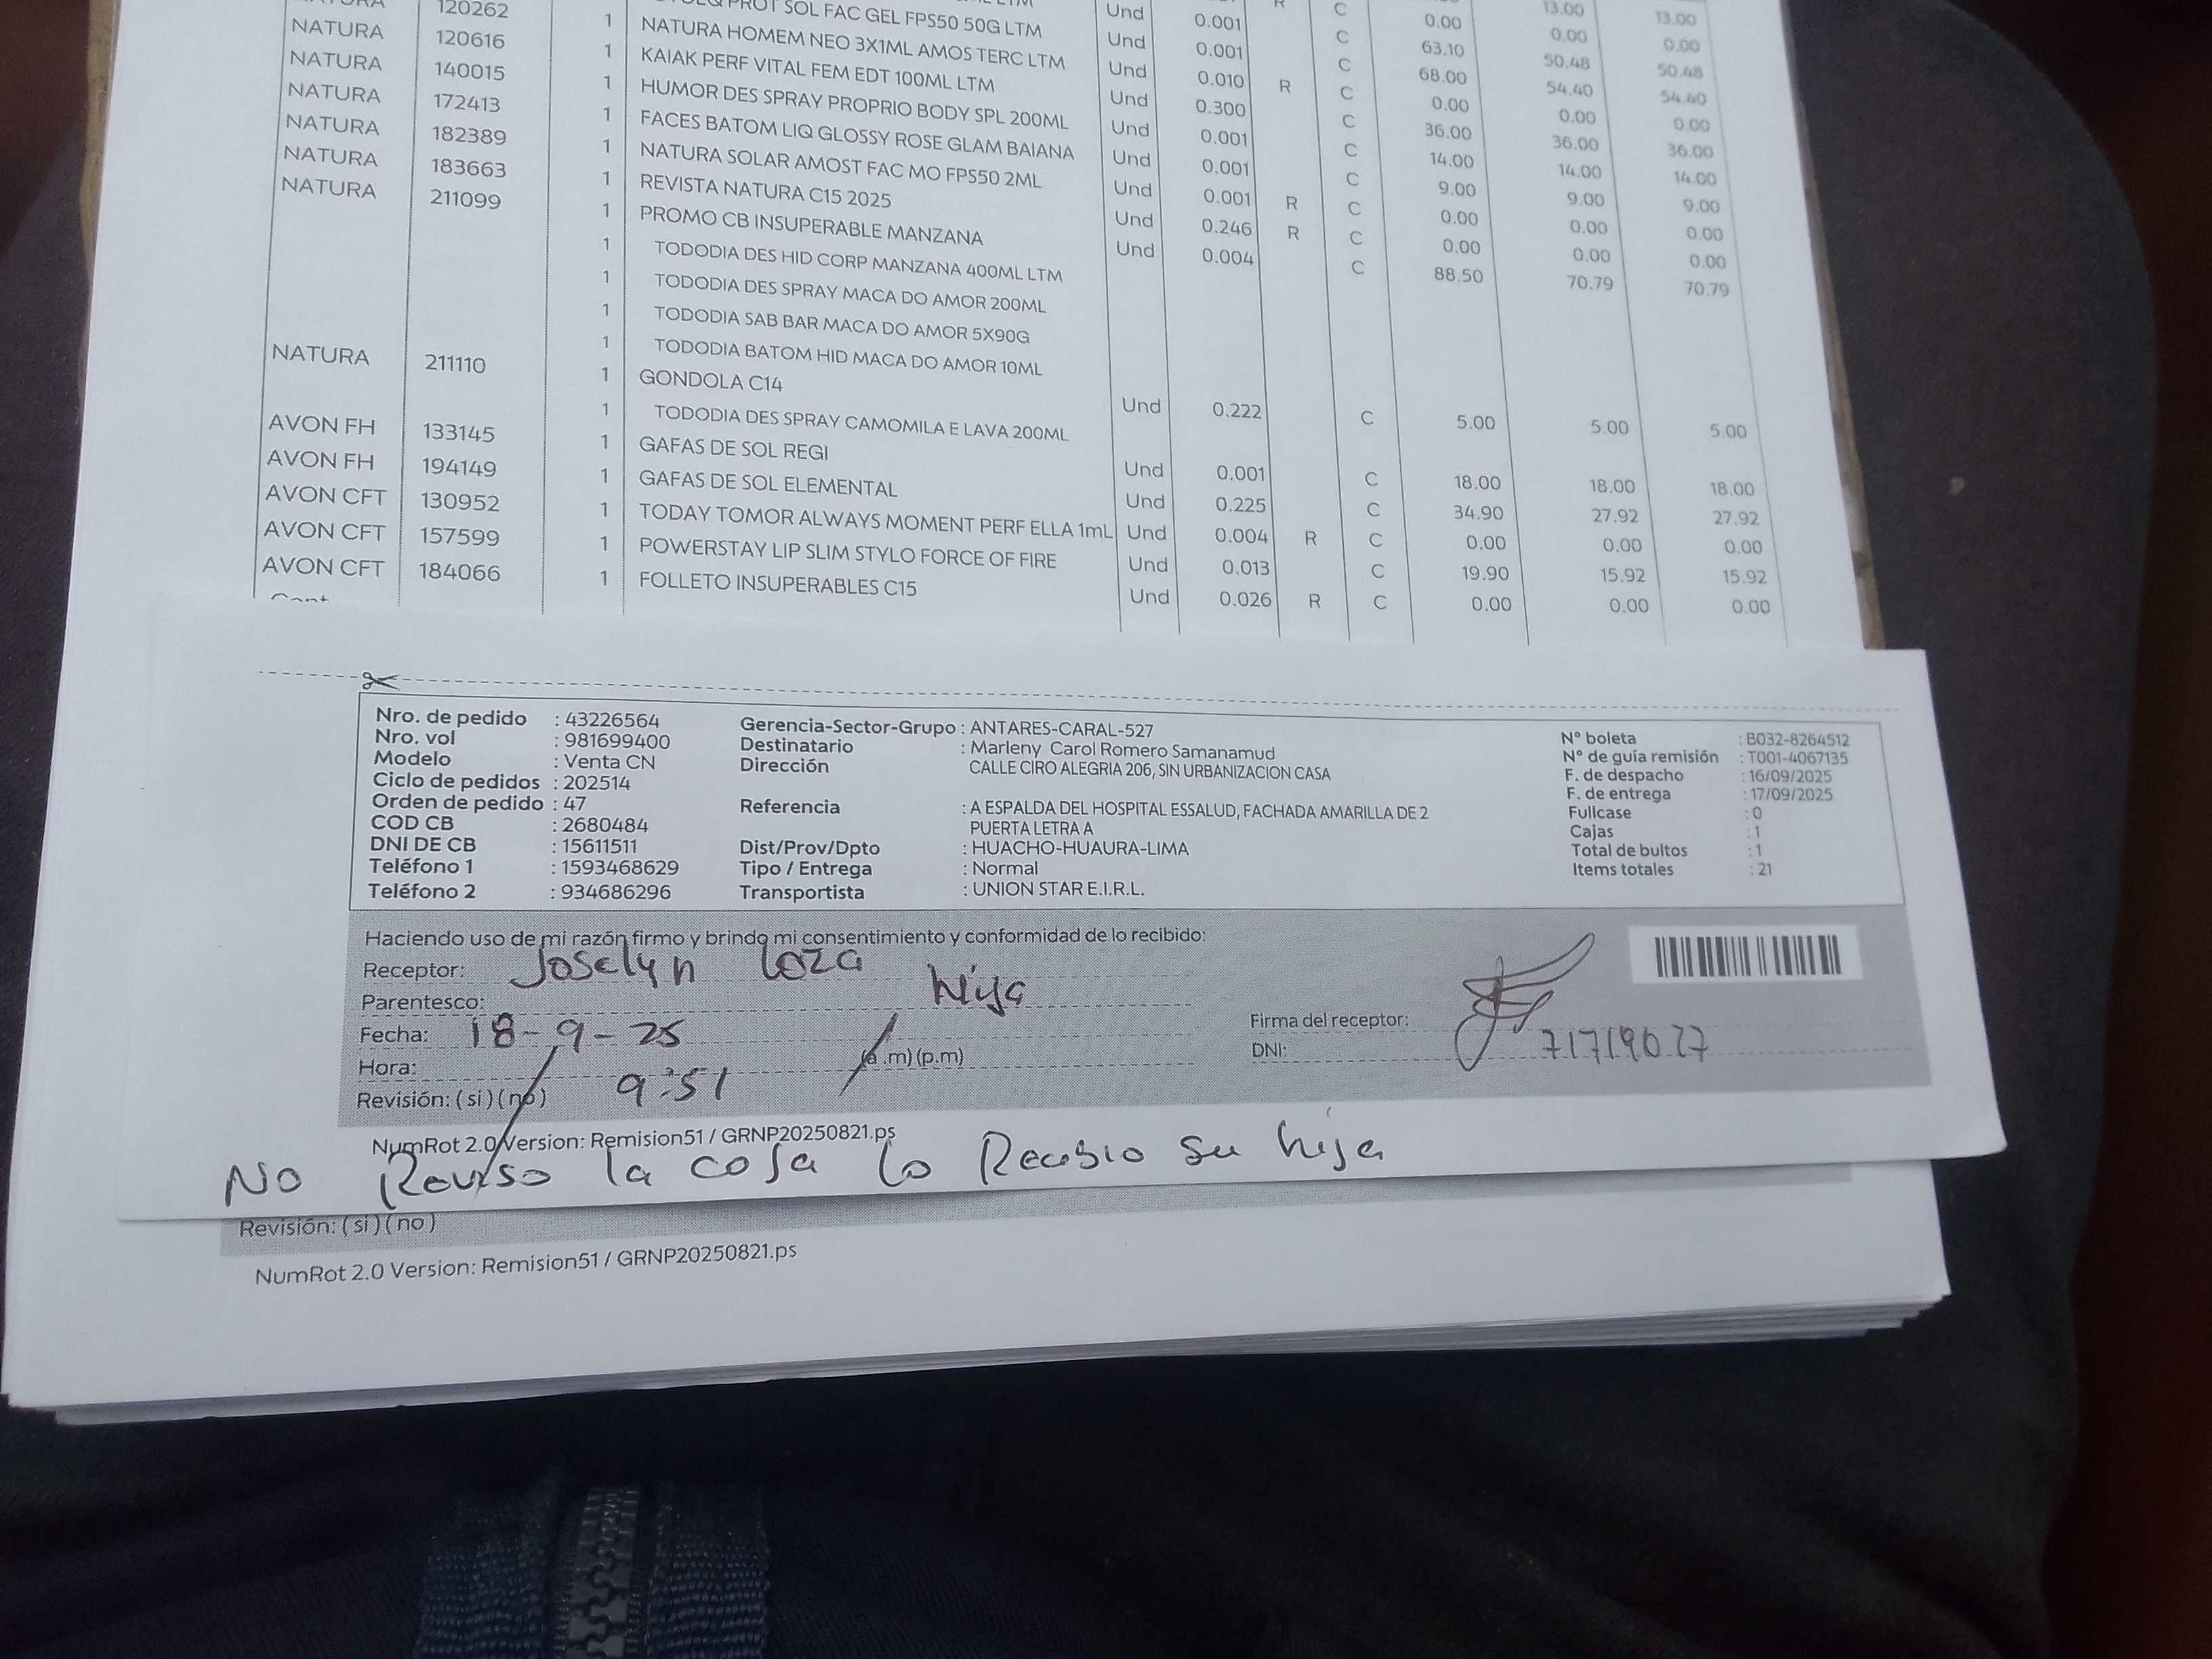 120262
PROT SOL FAC GEL FPS50 50G LTM Und 0.001 C 0.00 13.00 13.00
NATURA 120616 1 NATURA HOMEM NEO 3X1ML AMOS TERC LTM Und 0.001 C 63.10 0.00 0.00
NATURA 140015 1 KAIAK PERF VITAL FEM EDT 100ML LTM Und 0.010 R C 68.00 50.48 50.48
NATURA 172413 1 HUMOR DES SPRAY PROPRIO BODY SPL 200ML Und 0.300 C 0.00 54.40 54.40
NATURA 182389 1 FACES BATOM LIQ GLOSSY ROSE GLAM BAIANA Und 0.001 C 36.00 0.00 0.00
NATURA 183663 1 NATURA SOLAR AMOST FAC MO FPS50 2ML Und 0.001 C 14.00 36.00 36.00
NATURA 211099 1 REVISTA NATURA C15 2025 Und 0.001 R C 9.00 14.00 14.00
1 PROMO CB INSUPERABLE MANZANA Und 0.246 R C 0.00 9.00 9.00
1 TODODIA DES HID CORP MANZANA 400ML LTM Und 0.004 C 0.00 0.00 0.00
1 TODODIA DES SPRAY MACA DO AMOR 200ML 88.50 0.00 0.00
1 TODODIA SAB BAR MACA DO AMOR 5X90G 70.79 70.79
1 TODODIA BATOM HID MACA DO AMOR 10ML
NATURA 211110 1 GONDOLA C14 Und 0.222 C 5.00 5.00 5.00
1 TODODIA DES SPRAY CAMOMILA E LAVA 200ML
AVON FH 133145 1 GAFAS DE SOL REGI Und 0.001 C 18.00 18.00 18.00
AVON FH 194149 1 GAFAS DE SOL ELEMENTAL Und 0.225 C 34.90 27.92 27.92
AVON CFT 130952 1 TODAY TOMOR ALWAYS MOMENT PERF ELLA 1mL Und 0.004 R C 0.00 0.00 0.00
AVON CFT 157599 1 POWERSTAY LIP SLIM STYLO FORCE OF FIRE Und 0.013 C 19.90 15.92 15.92
AVON CFT 184066 1 FOLLETO INSUPERABLES C15 Und 0.026 R C 0.00 0.00 0.00
Nro. de pedido : 43226564 Gerencia-Sector-Grupo : ANTARES-CARAL-527 N° boleta : B032-8264512
Nro. vol : 981699400 Destinatario : Marleny Carol Romero Samanamud N° de guía remisión : T001-4067135
Modelo : Venta CN Dirección CALLE CIRO ALEGRIA 206, SIN URBANIZACION CASA F. de despacho : 16/09/2025
Ciclo de pedidos : 202514 F. de entrega : 17/09/2025
Orden de pedido : 47 Referencia : A ESPALDA DEL HOSPITAL ESSALUD, FACHADA AMARILLA DE 2 Fullcase : 0
COD CB : 2680484 PUERTA LETRA A Cajas : 1
DNI DE CB : 15611511 Dist/Prov/Dpto : HUACHO-HUAURA-LIMA Total de bultos : 1
Teléfono 1 : 1593468629 Tipo / Entrega : Normal Items totales : 21
Teléfono 2 : 934686296 Transportista : UNION STAR E.I.R.L.
Haciendo uso de mi razón firmo y brindo mi consentimiento y conformidad de lo recibido:
Receptor: Joselyn Loza
Parentesco: hija
Fecha: 18-9-25 Firma del receptor:
Hora: 9:51 (a.m)(p.m) DNI: 71719027
Revisión: (si) (no)
NumRot 2.0 Version: Remision51 / GRNP20250821.ps
NO Reviso la cosa lo Recibio su hija
Revisión: (si) (no)
NumRot 2.0 Version: Remision51 / GRNP20250821.ps